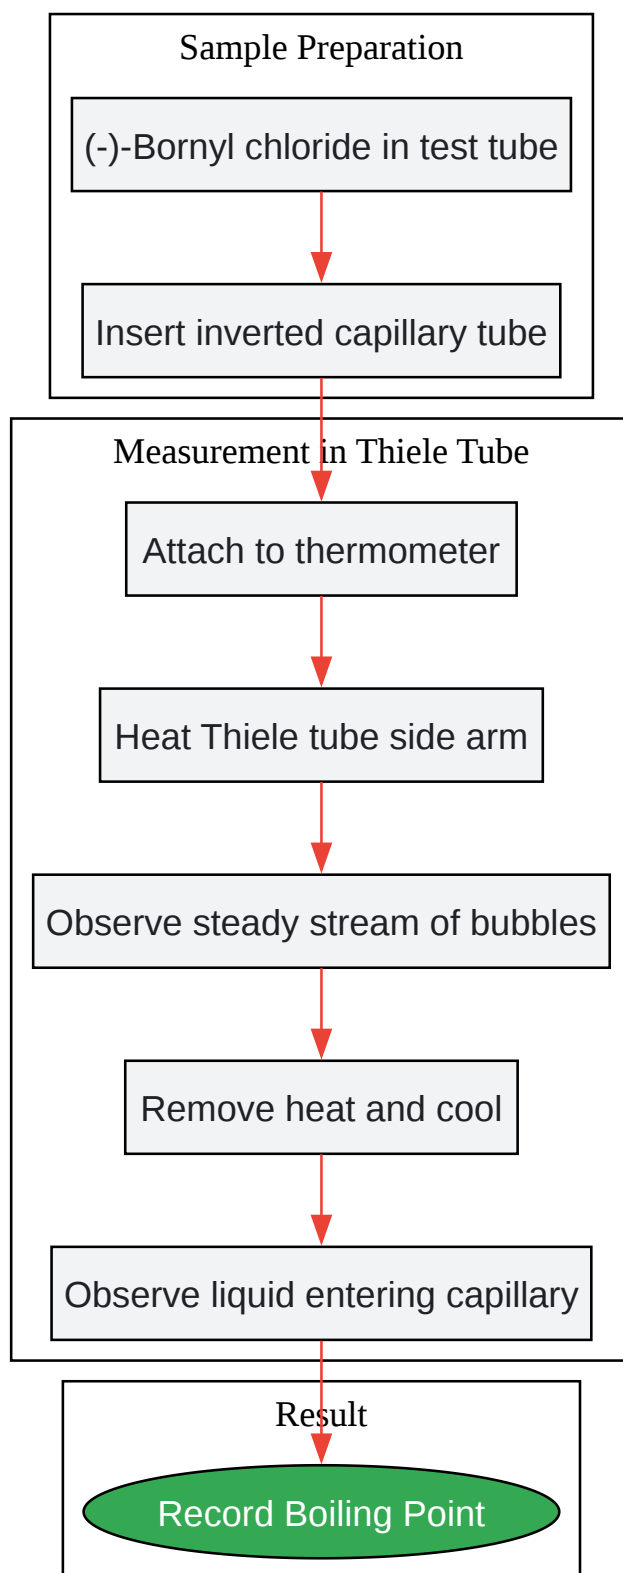 Sample Preparation
(-)-Bornyl chloride in test tube
Insert inverted capillary tube
Measurement in Thiele Tube
Attach to thermometer
Heat Thiele tube side arm
Observe steady stream of bubbles
Remove heat and cool
Observe liquid entering capillary
Result
Record Boiling Point